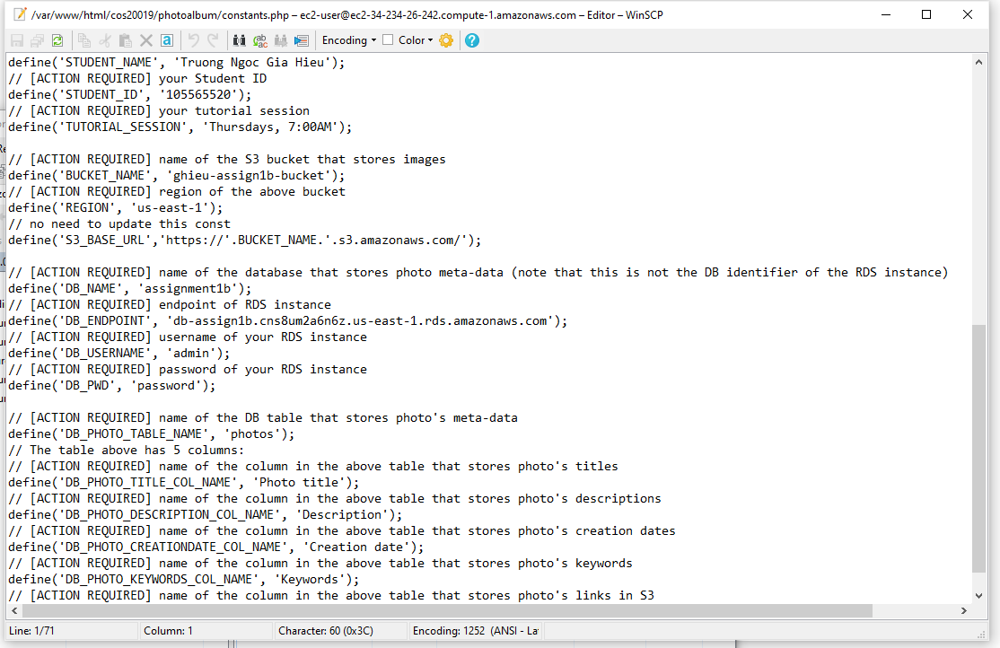 /var/www/html/cos20019/photoalbum/constants.php – ec2-user@ec2-34-234-26-242.compute-1.amazonaws.com – Editor – WinSCP
Encoding Color
define('STUDENT_NAME', 'Truong Ngoc Gia Hieu');
// [ACTION REQUIRED] your Student ID
define('STUDENT_ID', '105565520');
// [ACTION REQUIRED] your tutorial session
define('TUTORIAL_SESSION', 'Thursdays, 7:00AM');
// [ACTION REQUIRED] name of the S3 bucket that stores images
define('BUCKET_NAME', 'ghieu-assign1b-bucket');
// [ACTION REQUIRED] region of the above bucket
define('REGION', 'us-east-1');
// no need to update this const
define('S3_BASE_URL','https://'.BUCKET_NAME.'.s3.amazonaws.com/');
// [ACTION REQUIRED] name of the database that stores photo meta-data (note that this is not the DB identifier of the RDS instance)
define('DB_NAME', 'assignment1b');
// [ACTION REQUIRED] endpoint of RDS instance
define('DB_ENDPOINT', 'db-assign1b.cns8um2a6n6z.us-east-1.rds.amazonaws.com');
// [ACTION REQUIRED] username of your RDS instance
define('DB_USERNAME', 'admin');
// [ACTION REQUIRED] password of your RDS instance
define('DB_PWD', 'password');
// [ACTION REQUIRED] name of the DB table that stores photo's meta-data
define('DB_PHOTO_TABLE_NAME', 'photos');
// The table above has 5 columns:
// [ACTION REQUIRED] name of the column in the above table that stores photo's titles
define('DB_PHOTO_TITLE_COL_NAME', 'Photo title');
// [ACTION REQUIRED] name of the column in the above table that stores photo's descriptions
define('DB_PHOTO_DESCRIPTION_COL_NAME', 'Description');
// [ACTION REQUIRED] name of the column in the above table that stores photo's creation dates
define('DB_PHOTO_CREATIONDATE_COL_NAME', 'Creation date');
// [ACTION REQUIRED] name of the column in the above table that stores photo's keywords
define('DB_PHOTO_KEYWORDS_COL_NAME', 'Keywords');
// [ACTION REQUIRED] name of the column in the above table that stores photo's links in S3
Line: 1/71 Column: 1 Character: 60 (0x3C) Encoding: 1252 (ANSI - La